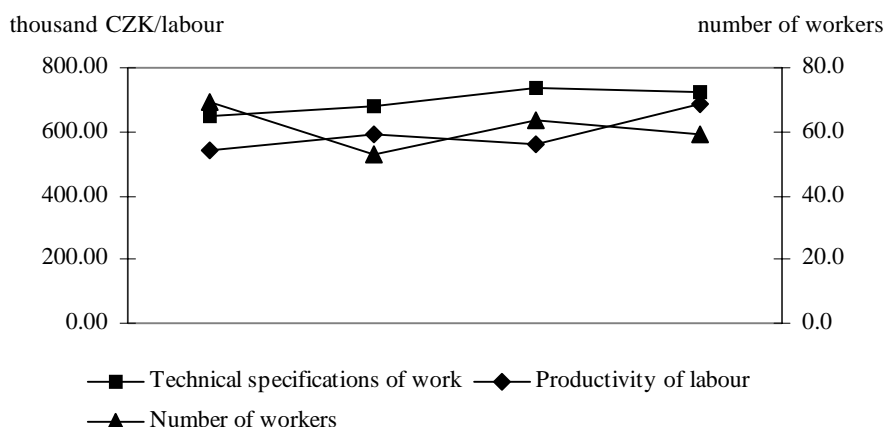 thousand CZK/labour number of workers
800.00 80.0
600.00 60.0
400.00 40.0
200.00 20.0
0.00 0.0
Technical specifications of work Productivity of labour
Number of workers